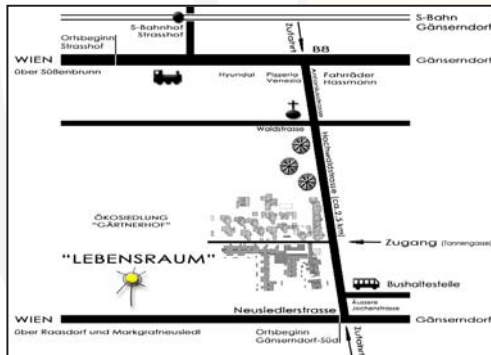 S-Bahn
Gänserndorf
S-Bahnhof
Strasshof
Ortsbeginn
Strasshof
Zufahrt
B8
WIEN
Gänserndorf
über Süßenbrunn
Hyundai
Pizzeria
Venezia
Fahrräder
Hassmann
Waldstrasse
Hochwaldstrasse (ca 2,5 km)
ÖKOSIEDLUNG
"GÄRTNERHOF"
Zugang (Tannengasse)
"LEBENSRAUM"
Bushaltestelle
Neusiedlerstrasse
Äussere
Jochenstrasse
WIEN
Gänserndorf
über Raasdorf und Markgrafneusiedl
Ortsbeginn
Gänserndorf-Süd
Zufahrt